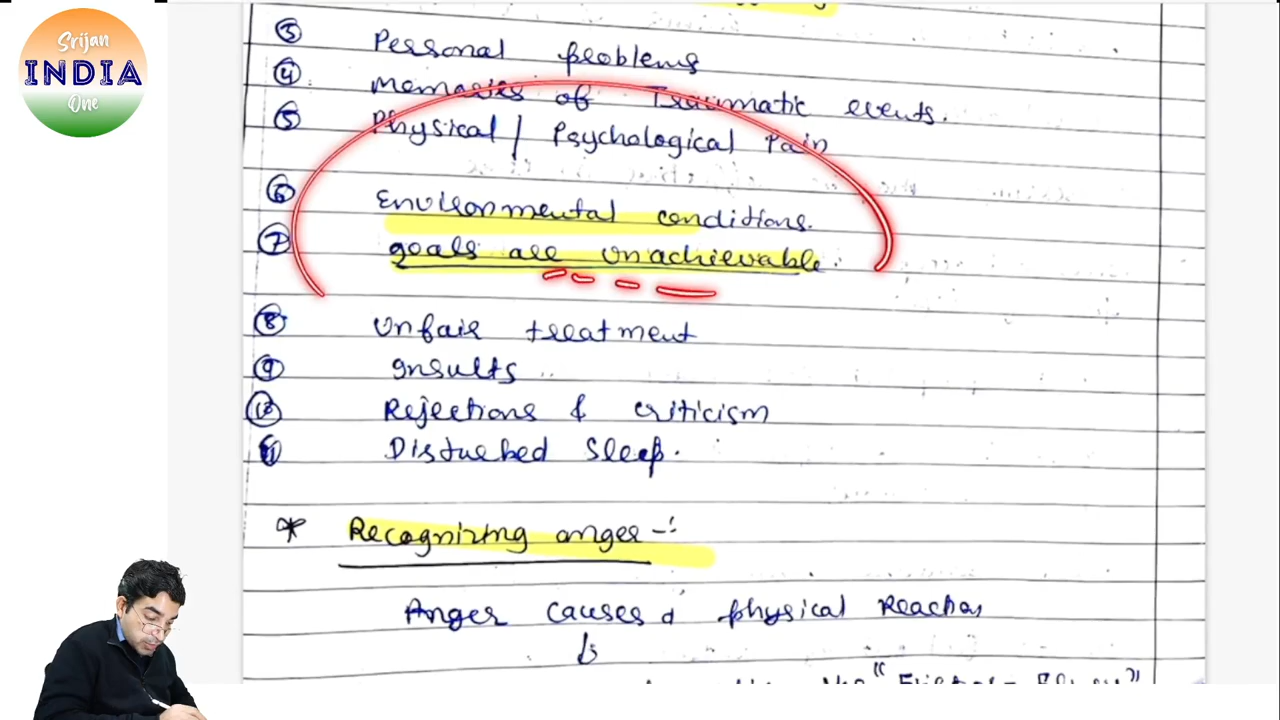 Srijan
INDIA
One
③ Personal problems
④ Memories of Traumatic events.
⑤ Physical / Psychological Pain
⑥ Environmental conditions.
⑦ goals are unachievable.
⑧ Unfair treatment
⑨ Insults
⑩ Rejections & criticism
⑪ Disturbed Sleep.
* Recognizing anger -:
Anger causes a physical Reaction